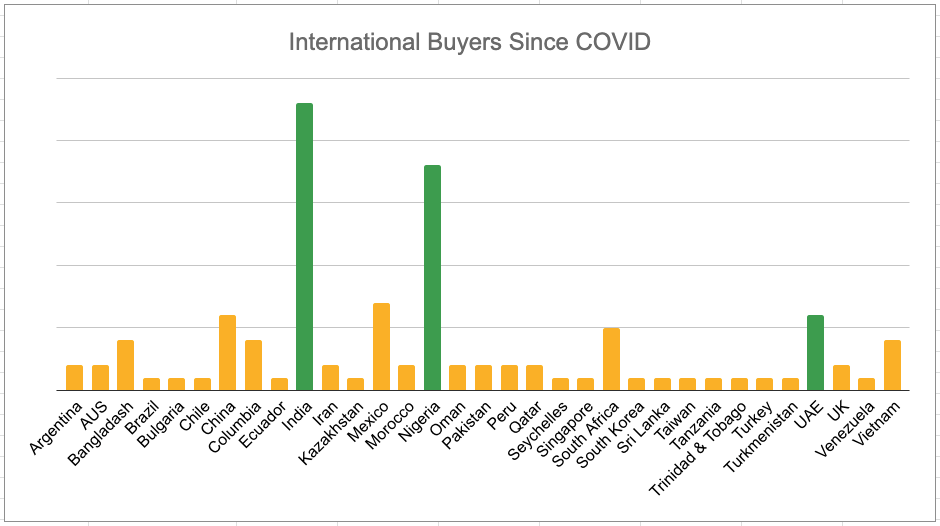 International Buyers Since COVID
Argentina
AUS
Bangladash
Brazil
Bulgaria
Chile
China
Columbia
Ecuador
India
Iran
Kazakhstan
Mexico
Morocco
Nigeria
Oman
Pakistan
Peru
Qatar
Seychelles
Singapore
South Africa
South Korea
Sri Lanka
Taiwan
Tanzania
Trinidad & Tobago
Turkey
Turkmenistan
UAE
UK
Venezuela
Vietnam